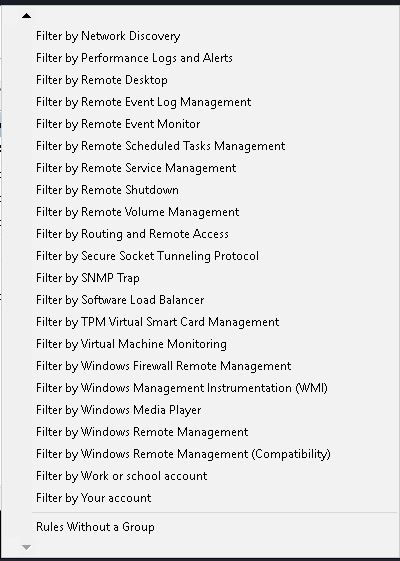 Filter by Network Discovery
Filter by Performance Logs and Alerts
Filter by Remote Desktop
Filter by Remote Event Log Management
Filter by Remote Event Monitor
Filter by Remote Scheduled Tasks Management
Filter by Remote Service Management
Filter by Remote Shutdown
Filter by Remote Volume Management
Filter by Routing and Remote Access
Filter by Secure Socket Tunneling Protocol
Filter by SNMP Trap
Filter by Software Load Balancer
Filter by TPM Virtual Smart Card Management
Filter by Virtual Machine Monitoring
Filter by Windows Firewall Remote Management
Filter by Windows Management Instrumentation (WMI)
Filter by Windows Media Player
Filter by Windows Remote Management
Filter by Windows Remote Management (Compatibility)
Filter by Work or school account
Filter by Your account
Rules Without a Group